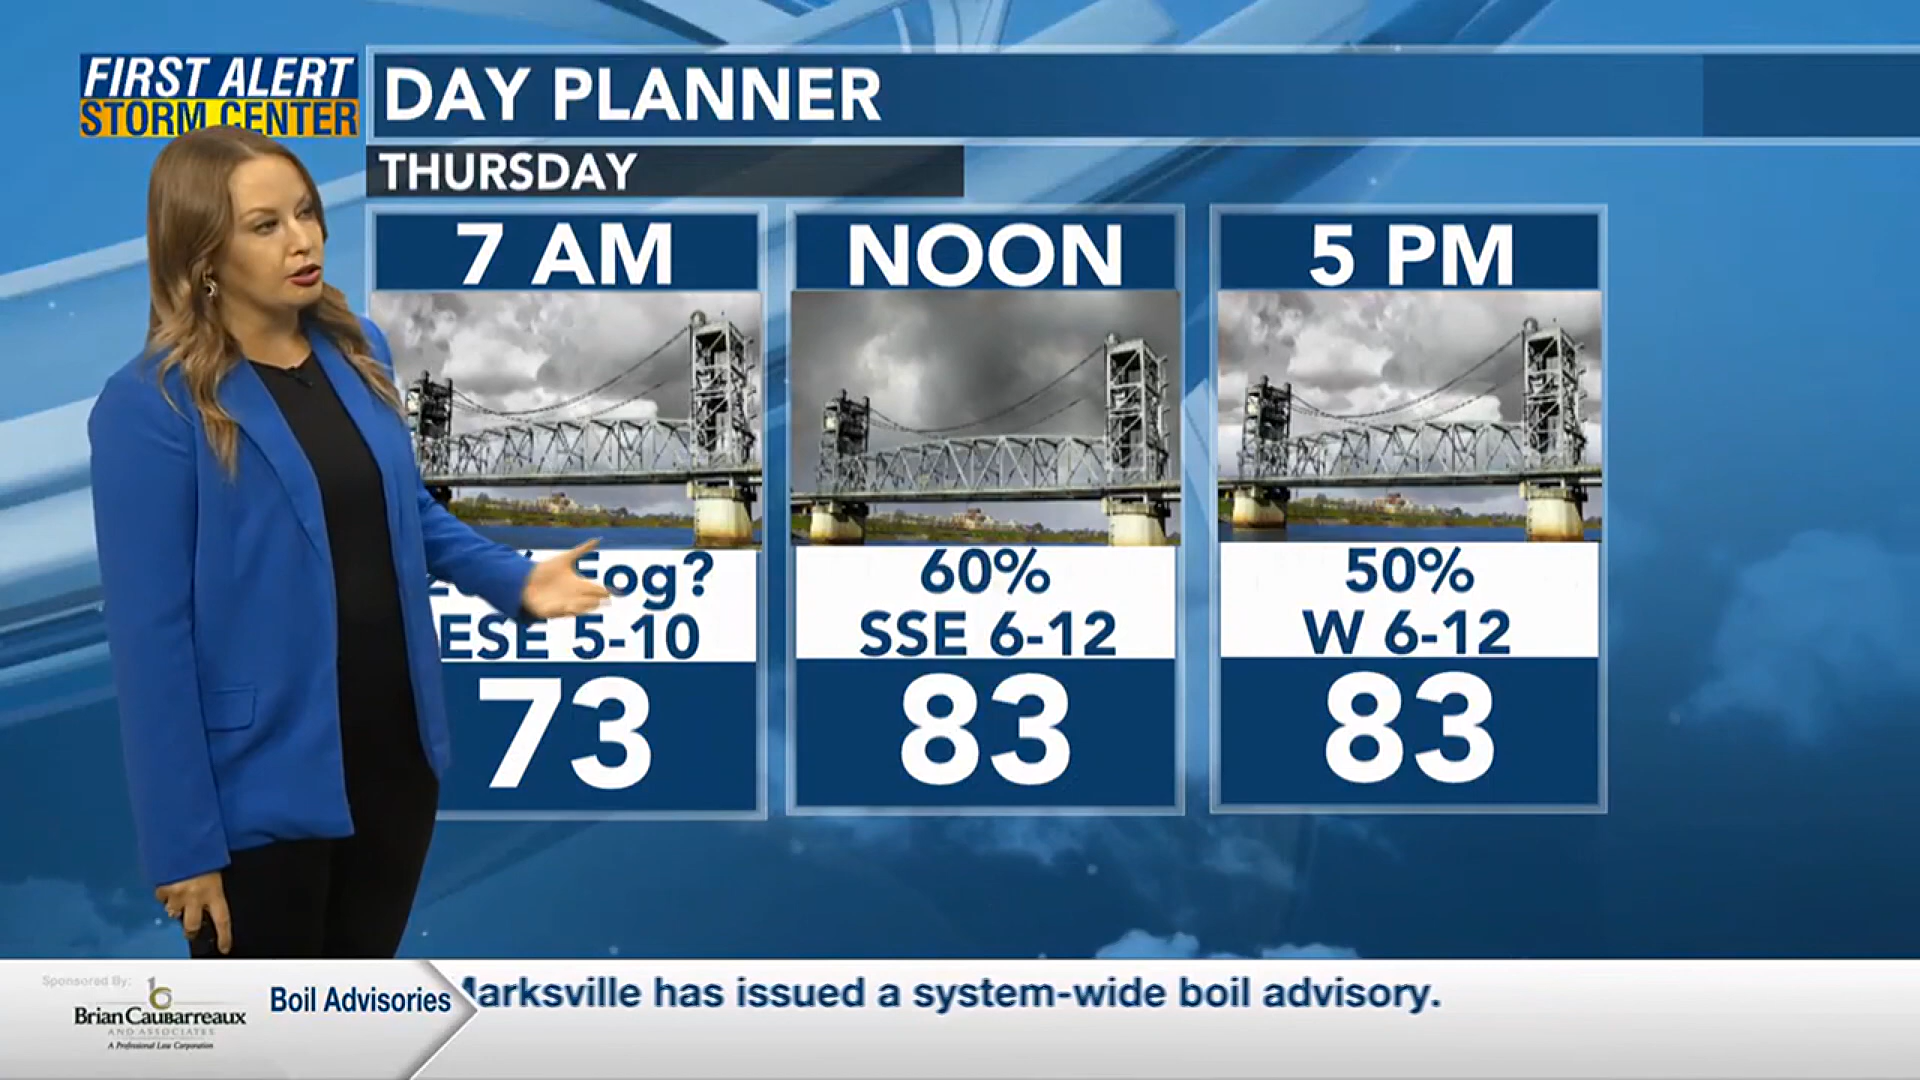 FIRST ALERT
STORM CENTER
DAY PLANNER
THURSDAY
7 AM
Fog?
ESE 5-10
73
NOON
60%
SSE 6-12
83
5 PM
50%
W 6-12
83
Sponsored By:
Brian Caubarreaux
AND ASSOCIATES
A Professional Law Corporation
Boil Advisories
Marksville has issued a system-wide boil advisory.